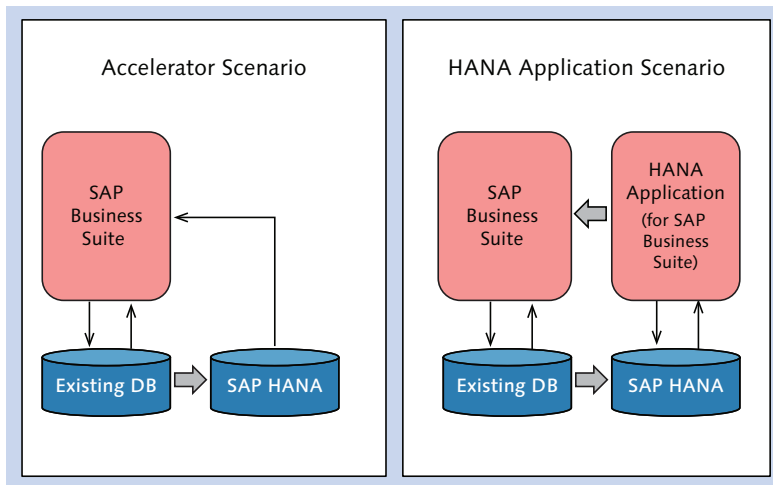 Accelerator Scenario
SAP
Business
Suite
Existing DB
SAP HANA
HANA Application Scenario
SAP
Business
Suite
HANA
Application
(for SAP
Business
Suite)
Existing DB
SAP HANA